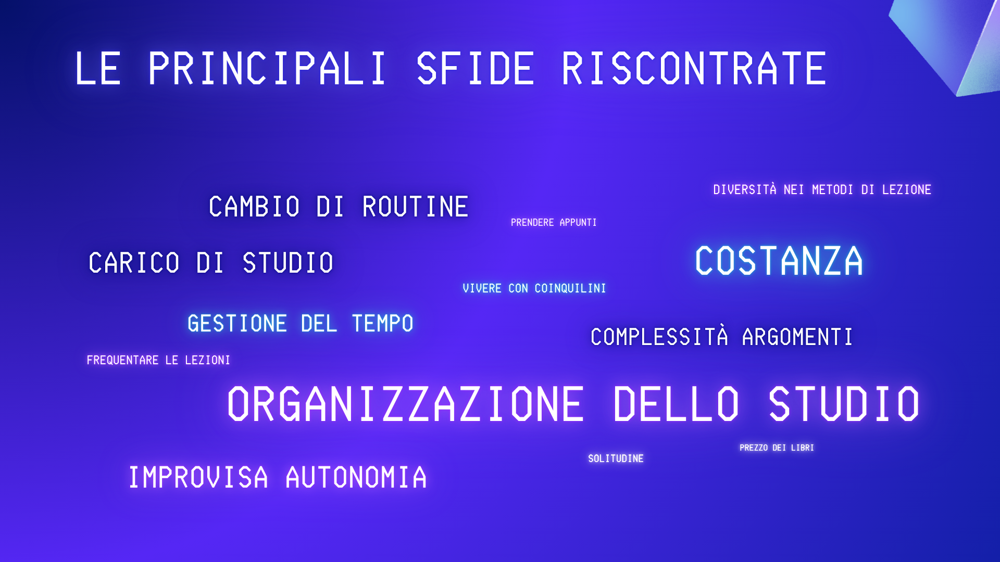 LE PRINCIPALI SFIDE RISCONTRATE
DIVERSITÀ NEI METODI DI LEZIONE
CAMBIO DI ROUTINE
PRENDERE APPUNTI
CARICO DI STUDIO
COSTANZA
VIVERE CON COINQUILINI
GESTIONE DEL TEMPO
COMPLESSITÀ ARGOMENTI
FREQUENTARE LE LEZIONI
ORGANIZZAZIONE DELLO STUDIO
PREZZO DEI LIBRI
SOLITUDINE
IMPROVISA AUTONOMIA